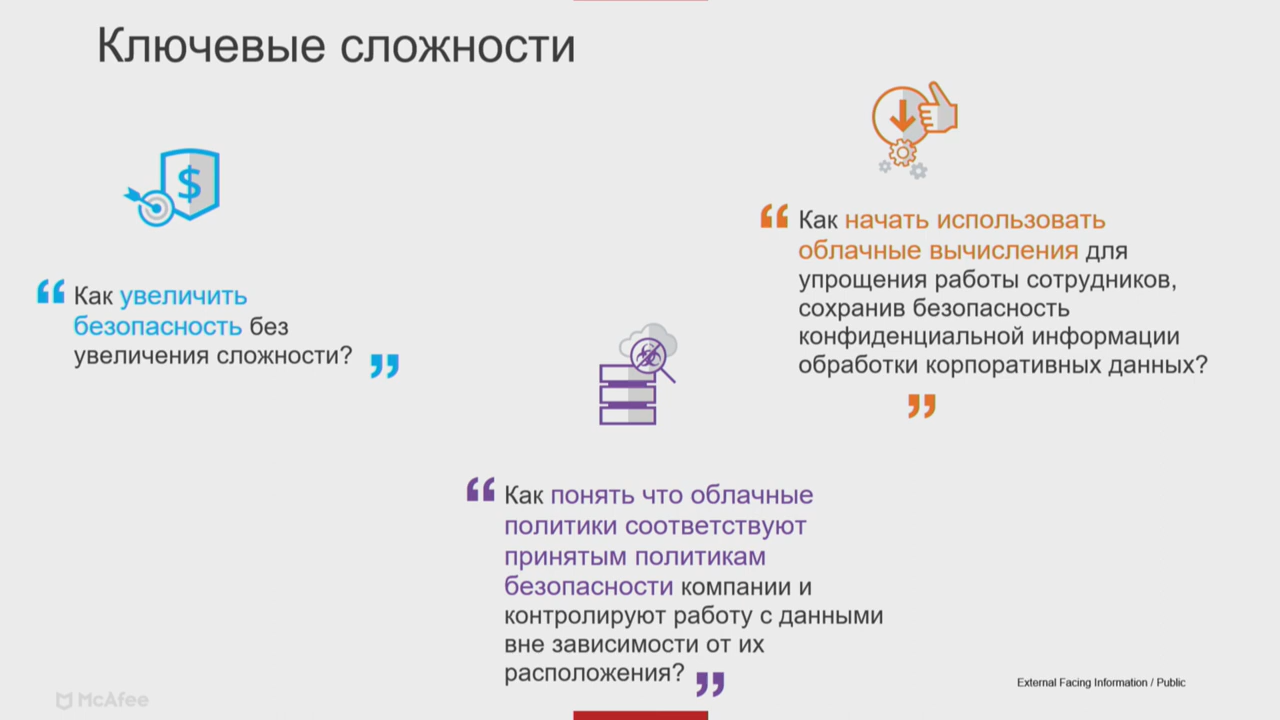 Ключевые сложности
$
“ Как увеличить
безопасность без
увеличения сложности? ”
“ Как начать использовать
облачные вычисления для
упрощения работы сотрудников,
сохранив безопасность
конфиденциальной информации
обработки корпоративных данных?
”
“ Как понять что облачные
политики соответствуют
принятым политикам
безопасности компании и
контролируют работу с данными
вне зависимости от их
расположения? ”
McAfee
External Facing Information / Public